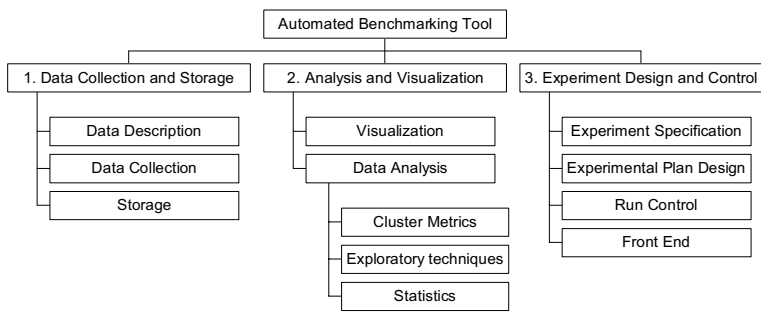 Automated Benchmarking Tool
1. Data Collection and Storage
Data Description
Data Collection
Storage
2. Analysis and Visualization
Visualization
Data Analysis
Cluster Metrics
Exploratory techniques
Statistics
3. Experiment Design and Control
Experiment Specification
Experimental Plan Design
Run Control
Front End